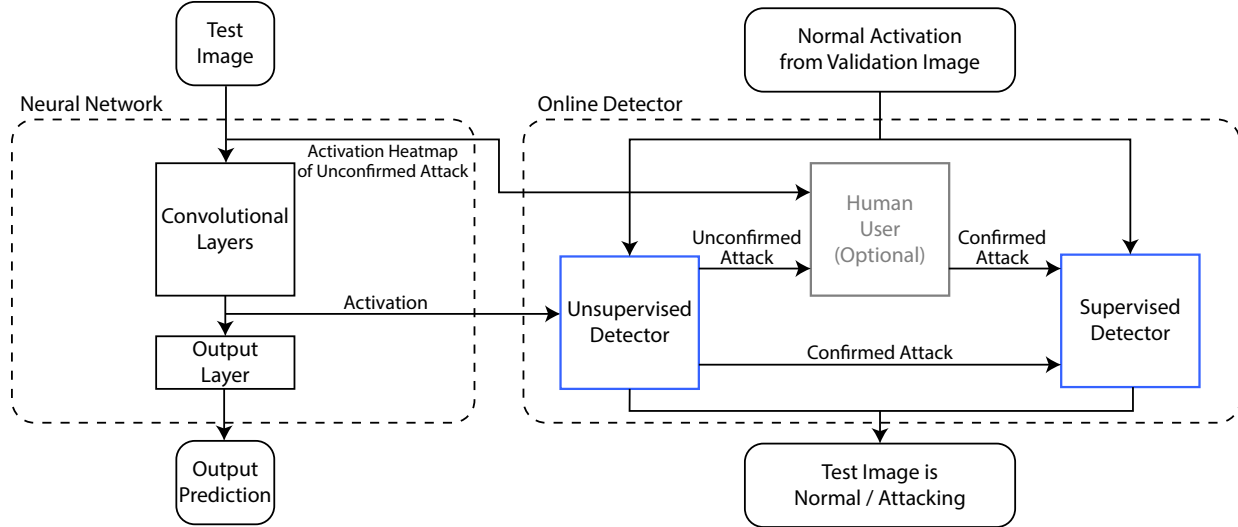 Test
Image
Normal Activation
from Validation Image
Neural Network
Online Detector
Activation Heatmap
of Unconfirmed Attack
Convolutional
Layers
Human
User
(Optional)
Unconfirmed
Attack
Confirmed
Attack
Activation
Unsupervised
Detector
Supervised
Detector
Output
Layer
Confirmed Attack
Output
Prediction
Test Image is
Normal / Attacking